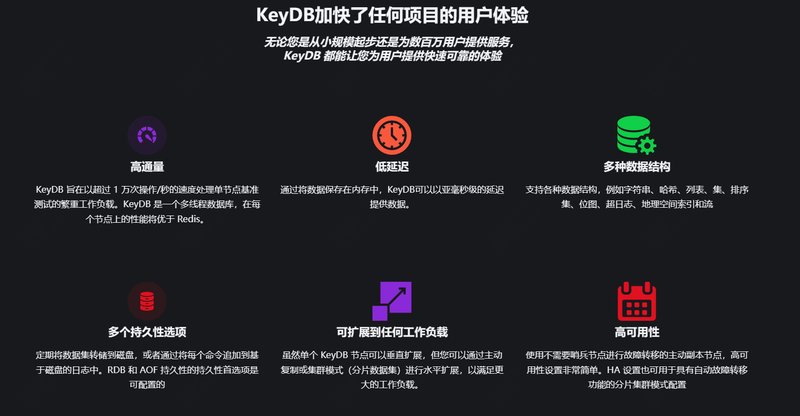 KeyDB加快了任何项目的用户体验
无论您是从小规模起步还是为数百万用户提供服务,
KeyDB 都能让您为用户提供快速可靠的体验
高通量
KeyDB 旨在以超过 1 万次操作/秒的速度处理单节点基准
测试的繁重工作负载。KeyDB 是一个多线程数据库，在每
个节点上的性能将优于 Redis。
低延迟
通过将数据保存在内存中，KeyDB可以以亚毫秒级的延迟
提供数据。
多种数据结构
支持各种数据结构，例如字符串、哈希、列表、集、排序
集、位图、超日志、地理空间索引和流
多个持久性选项
定期将数据集转储到磁盘，或者通过将每个命令追加到基
于磁盘的日志中。RDB 和 AOF 持久性的持久性首选项是
可配置的
可扩展到任何工作负载
虽然单个 KeyDB 节点可以垂直扩展，但您可以通过主动
复制或集群模式（分片数据集）进行水平扩展，以满足更
大的工作负载。
高可用性
使用不需要哨兵节点进行故障转移的主动副本节点，高可
用性设置非常简单。HA 设置也可用于具有自动故障转移
功能的分片集群模式配置